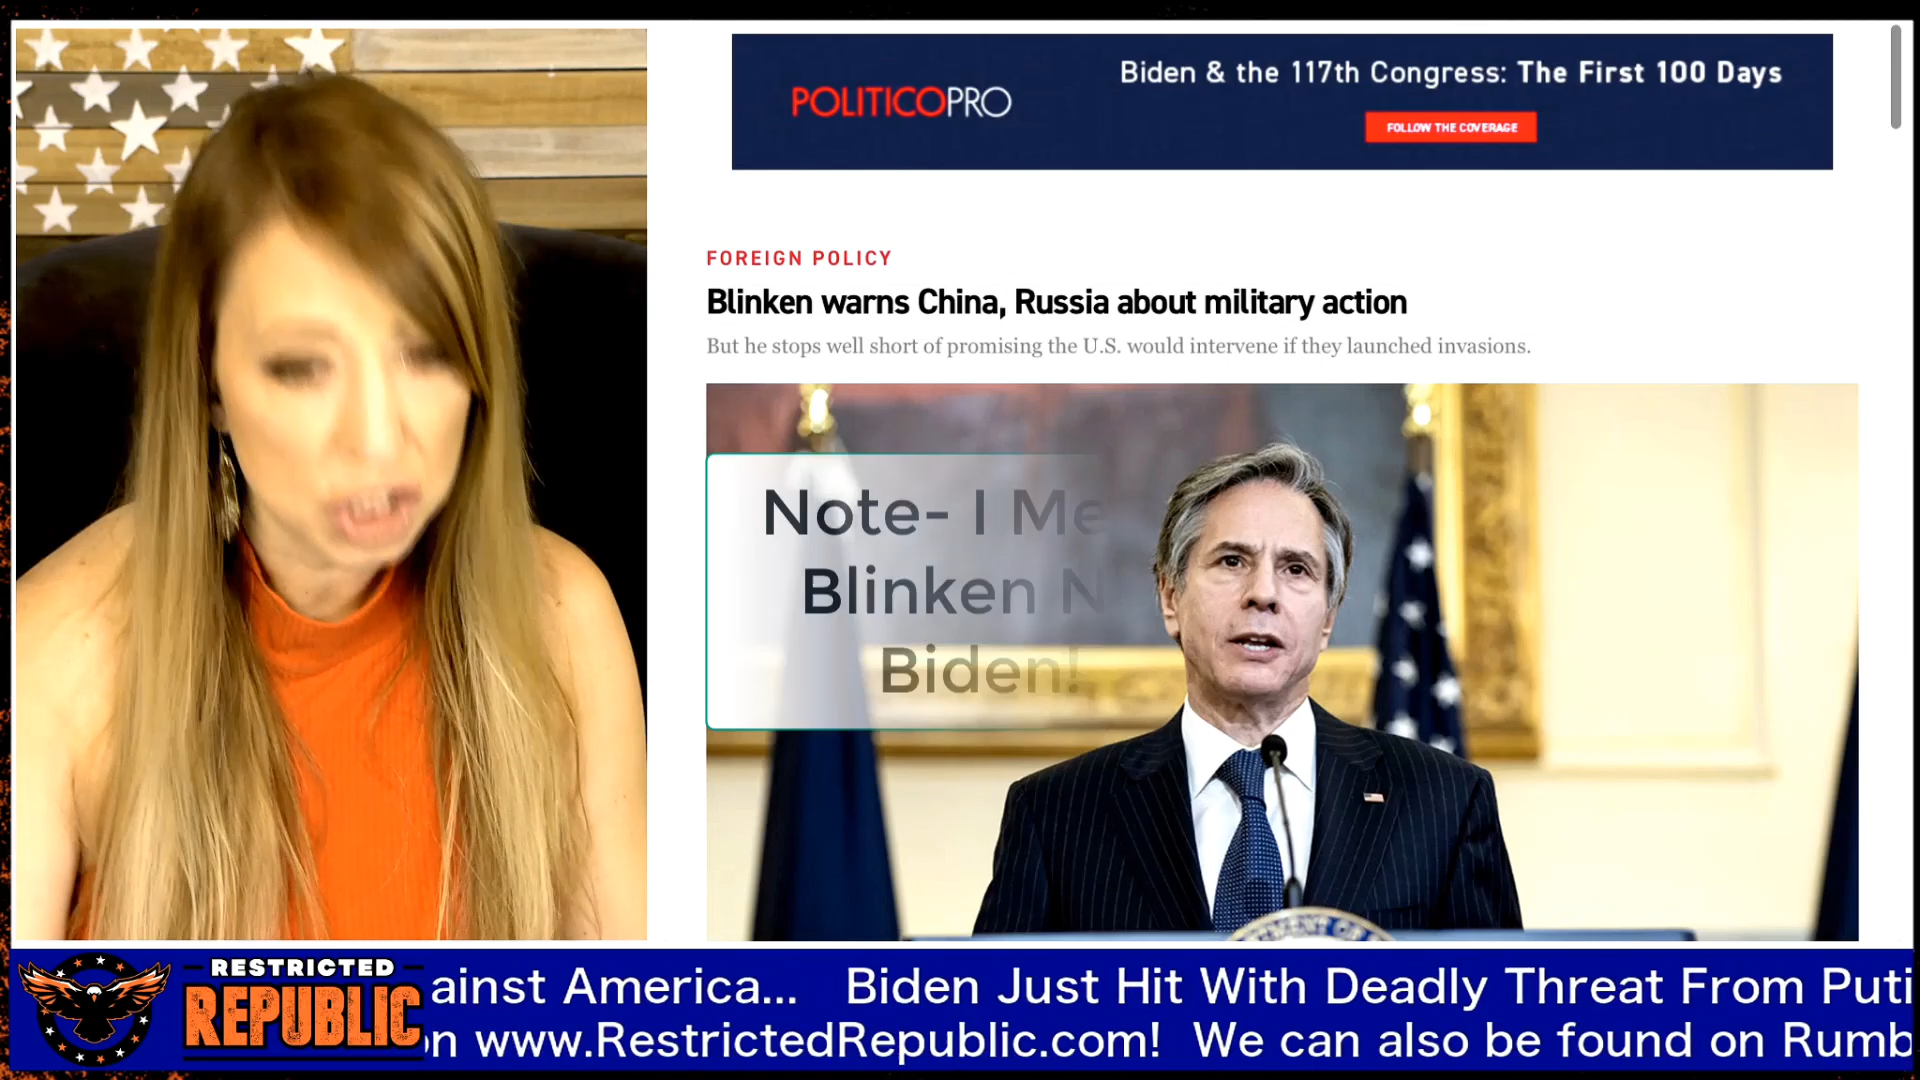 POLITICOPRO
Biden & the 117th Congress: The First 100 Days
FOLLOW THE COVERAGE
FOREIGN POLICY
Blinken warns China, Russia about military action
But he stops well short of promising the U.S. would intervene if they launched invasions.
Note- I Me
Blinken N
Biden!
RESTRICTED
REPUBLIC
ainst America... Biden Just Hit With Deadly Threat From Puti
on www.RestrictedRepublic.com! We can also be found on Rumb